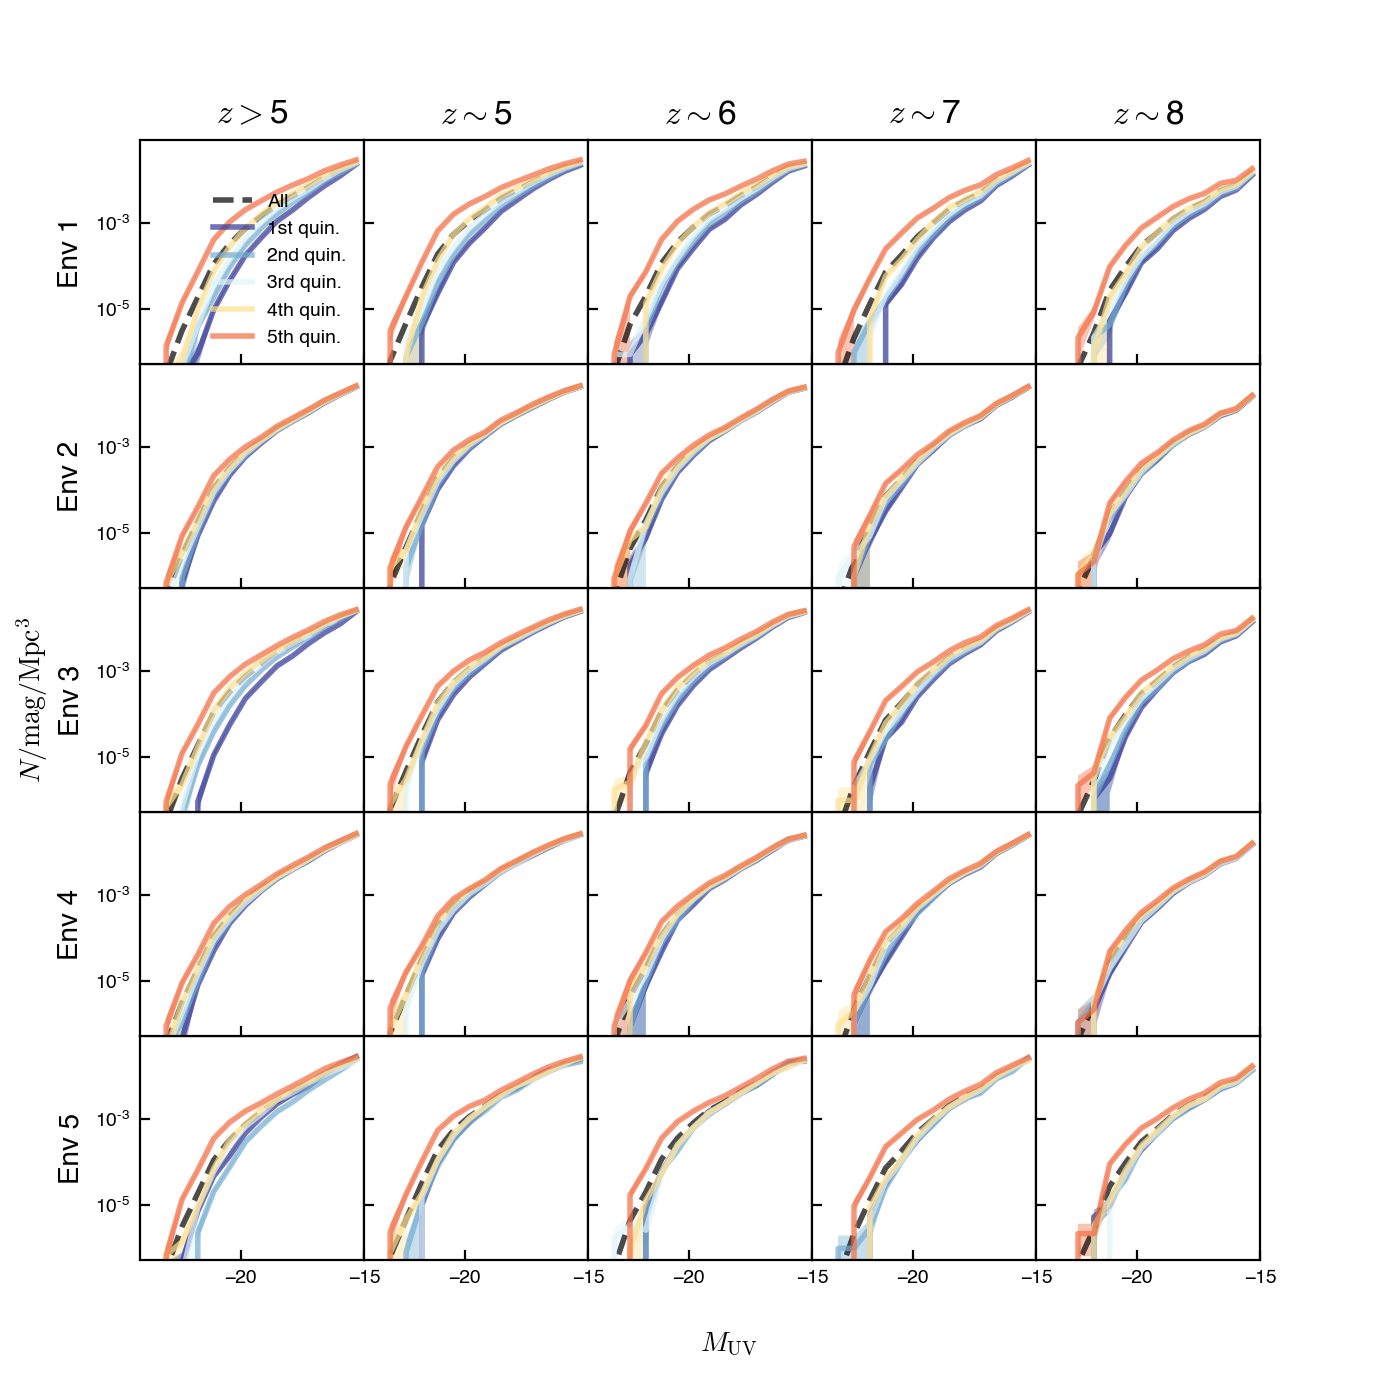 z > 5 z ~ 5 z ~ 6 z ~ 7 z ~ 8
Env 1
10⁻³
10⁻⁵
All
1st quin.
2nd quin.
3rd quin.
4th quin.
5th quin.
Env 2
10⁻³
10⁻⁵
N/mag/Mpc³
Env 3
10⁻³
10⁻⁵
Env 4
10⁻³
10⁻⁵
Env 5
10⁻³
10⁻⁵
−20 −15 −20 −15 −20 −15 −20 −15 −20 −15
M_UV